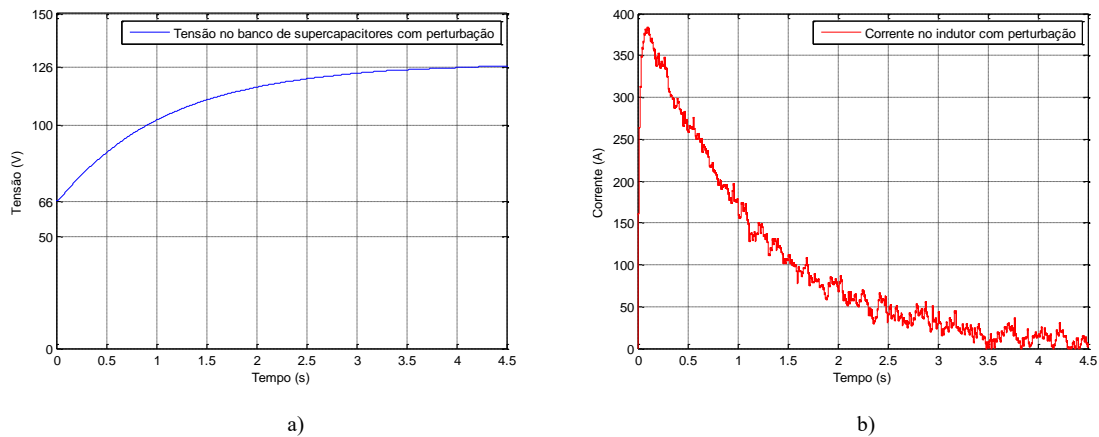 150
126
100
66
50
0
Tensão (V)
Tensão no banco de supercapacitores com perturbação
0 0.5 1 1.5 2 2.5 3 3.5 4 4.5
Tempo (s)
a)
400
350
300
250
200
150
100
50
0
Corrente (A)
Corrente no indutor com perturbação
0 0.5 1 1.5 2 2.5 3 3.5 4 4.5
Tempo (s)
b)